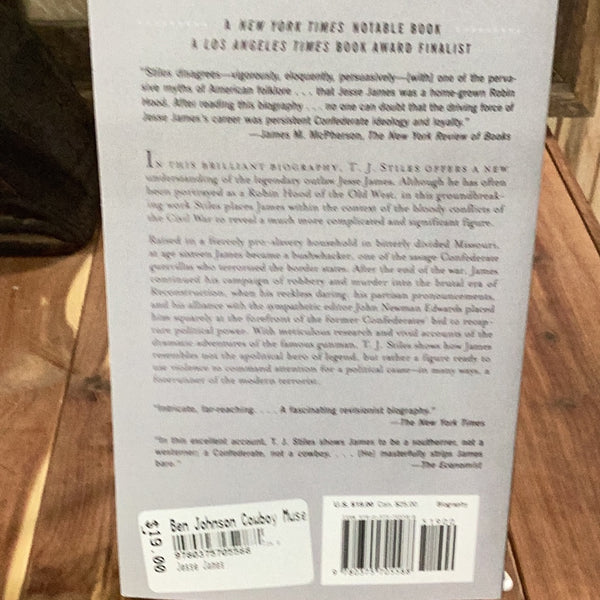 A NEW YORK TIMES NOTABLE BOOK
A LOS ANGELES TIMES BOOK AWARD FINALIST
"Stiles disagrees—vigorously, eloquently, persuasively—[with] one of the perva-
sive myths of American folklore . . . that Jesse James was a home-grown Robin
Hood. After reading this biography . . . no one can doubt that the driving force of
Jesse James's career was persistent Confederate ideology and loyalty."
—James M. McPherson, The New York Review of Books
IN THIS BRILLIANT BIOGRAPHY, T. J. STILES OFFERS A NEW
understanding of the legendary outlaw Jesse James. Although he has often
been portrayed as a Robin Hood of the Old West, in this groundbreak-
ing work Stiles places James within the context of the bloody conflicts of
the Civil War to reveal a much more complicated and significant figure.
Raised in a fiercely pro-slavery household in bitterly divided Missouri,
at age sixteen James became a bushwhacker, one of the savage Confederate
guerrillas who terrorized the border states. After the end of the war, James
continued his campaign of robbery and murder into the brutal era of
Reconstruction, when his reckless daring, his partisan pronouncements,
and his alliance with the sympathetic editor John Newman Edwards placed
him squarely at the forefront of the former Confederates' bid to recap-
ture political power. With meticulous research and vivid accounts of the
dramatic adventures of the famous gunman, T. J. Stiles shows how James
resembles not the apolitical hero of legend, but rather a figure ready to
use violence to command attention for a political cause—in many ways, a
forerunner of the modern terrorist.
"Intricate, far-reaching. . . . A fascinating revisionist biography."
—The New York Times
"In this excellent account, T. J. Stiles shows James to be a southerner, not a
westerner; a Confederate, not a cowboy. . . . [He] masterfully strips James
bare."
—The Economist
$19.00
Ben Johnson Cowboy Muse
9780375705588
Jesse James
U.S. $19.00 Can. $25.00 Biography
51900
9 780375 705588